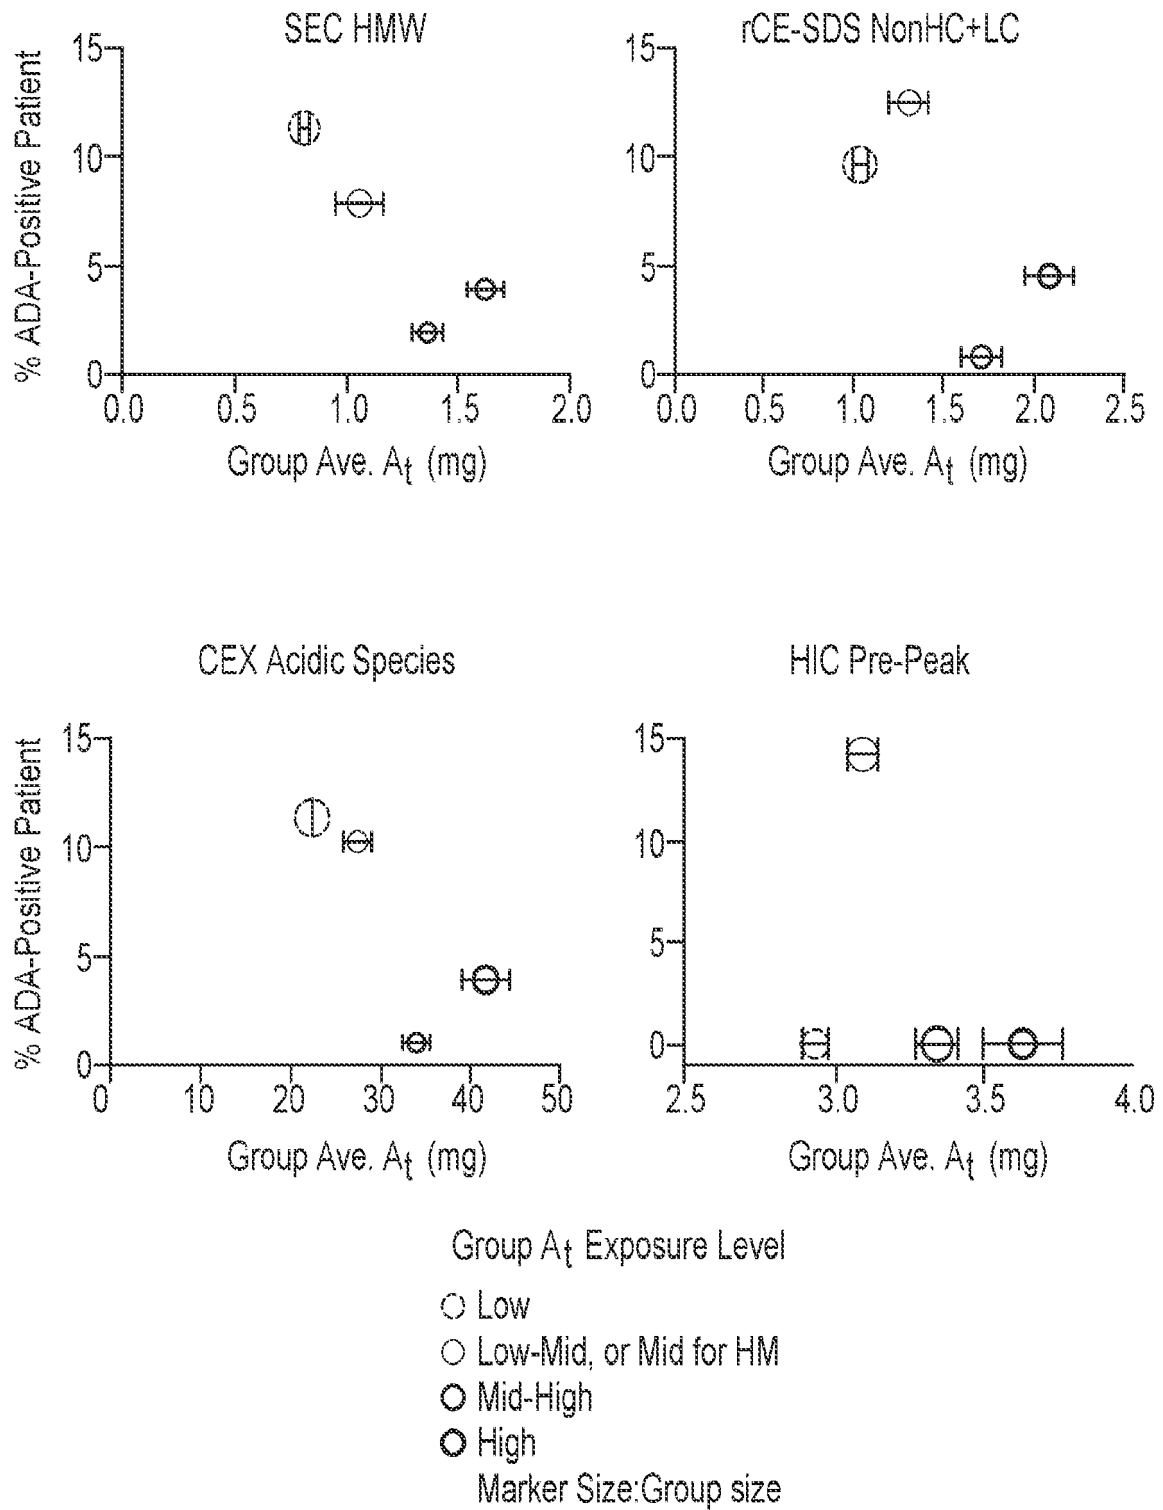 SEC HMW
% ADA-Positive Patient
15
10
5
0
0.0 0.5 1.0 1.5 2.0
Group Ave. At (mg)
rCE-SDS NonHC+LC
15
10
5
0
0.0 0.5 1.0 1.5 2.0 2.5
Group Ave. At (mg)
CEX Acidic Species
% ADA-Positive Patient
15
10
5
0
0 10 20 30 40 50
Group Ave. At (mg)
HIC Pre-Peak
15
10
5
0
2.5 3.0 3.5 4.0
Group Ave. At (mg)
Group At Exposure Level
Low
Low-Mid, or Mid for HM
Mid-High
High
Marker Size:Group size